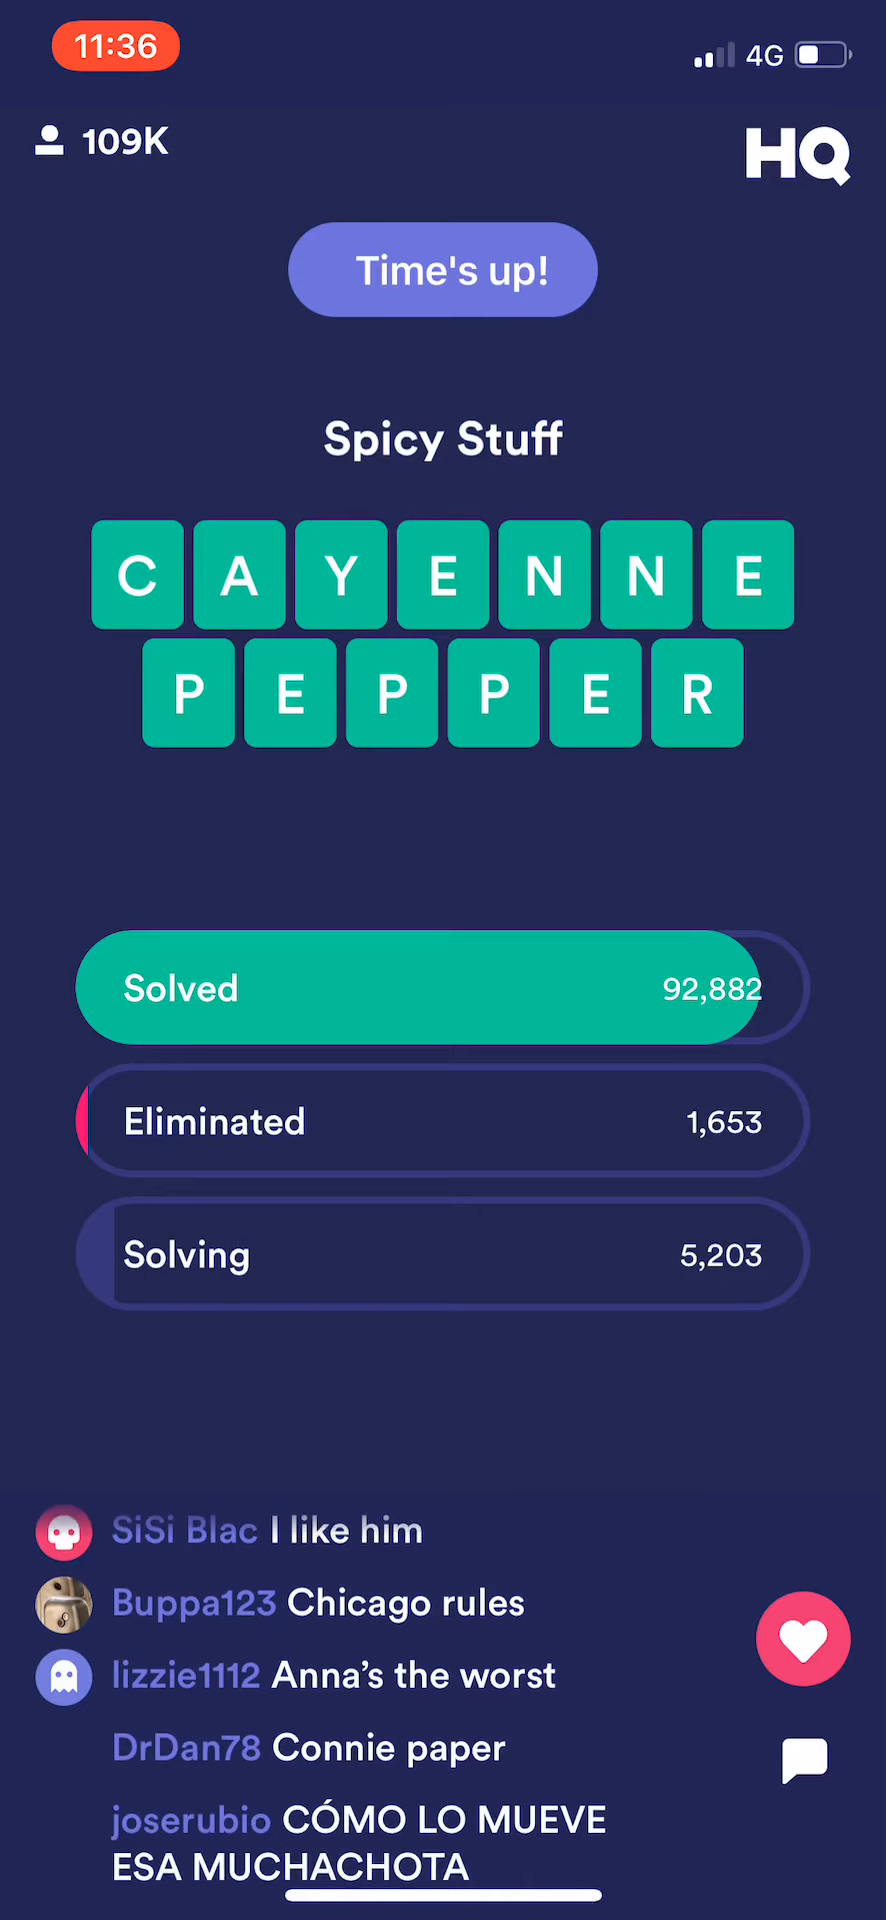 11:36
4G
109K
HQ
Time's up!
Spicy Stuff
CAYENNE
PEPPER
Solved 92,882
Eliminated 1,653
Solving 5,203
SiSi Blac I like him
Buppa123 Chicago rules
lizzie1112 Anna’s the worst
DrDan78 Connie paper
joserubio CÓMO LO MUEVE
ESA MUCHACHOTA